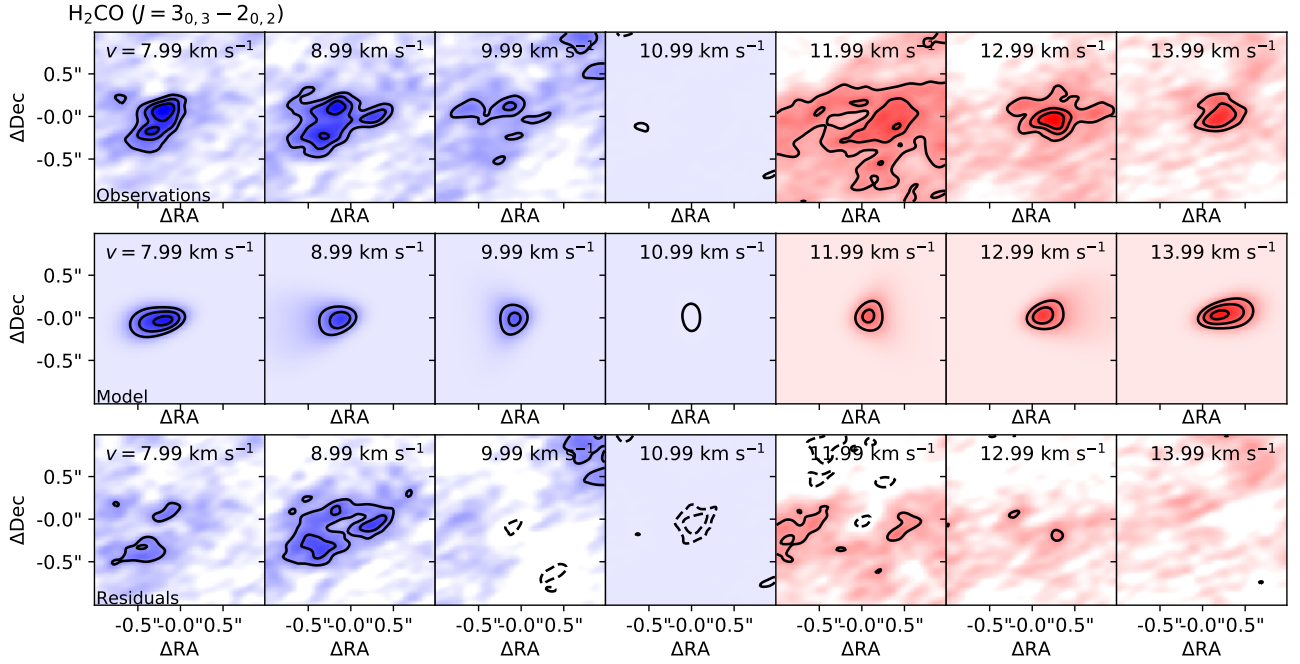 H₂CO (J = 3₀,₃ − 2₀,₂)
v = 7.99 km s⁻¹ 8.99 km s⁻¹ 9.99 km s⁻¹ 10.99 km s⁻¹ 11.99 km s⁻¹ 12.99 km s⁻¹ 13.99 km s⁻¹
0.5"
-0.0"
-0.5"
ΔDec
Observations
ΔRA ΔRA ΔRA ΔRA ΔRA ΔRA ΔRA
v = 7.99 km s⁻¹ 8.99 km s⁻¹ 9.99 km s⁻¹ 10.99 km s⁻¹ 11.99 km s⁻¹ 12.99 km s⁻¹ 13.99 km s⁻¹
0.5"
-0.0"
-0.5"
ΔDec
Model
ΔRA ΔRA ΔRA ΔRA ΔRA ΔRA ΔRA
v = 7.99 km s⁻¹ 8.99 km s⁻¹ 9.99 km s⁻¹ 10.99 km s⁻¹ 11.99 km s⁻¹ 12.99 km s⁻¹ 13.99 km s⁻¹
0.5"
-0.0"
-0.5"
ΔDec
Residuals
-0.5" -0.0" 0.5" -0.5" -0.0" 0.5" -0.5" -0.0" 0.5" -0.5" -0.0" 0.5" -0.5" -0.0" 0.5" -0.5" -0.0" 0.5" -0.5" -0.0" 0.5"
ΔRA ΔRA ΔRA ΔRA ΔRA ΔRA ΔRA